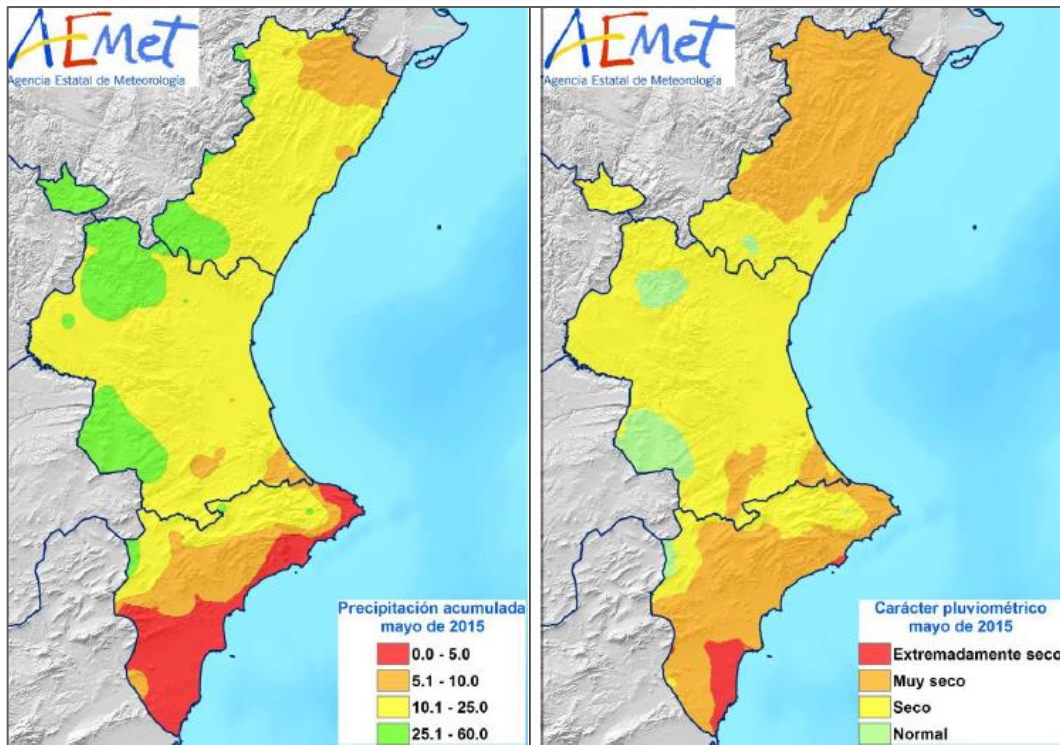 AEMet
Agencia Estatal de Meteorología
Precipitación acumulada
mayo de 2015
0.0 - 5.0
5.1 - 10.0
10.1 - 25.0
25.1 - 60.0
AEMet
Agencia Estatal de Meteorología
Carácter pluviométrico
mayo de 2015
Extremadamente seco
Muy seco
Seco
Normal